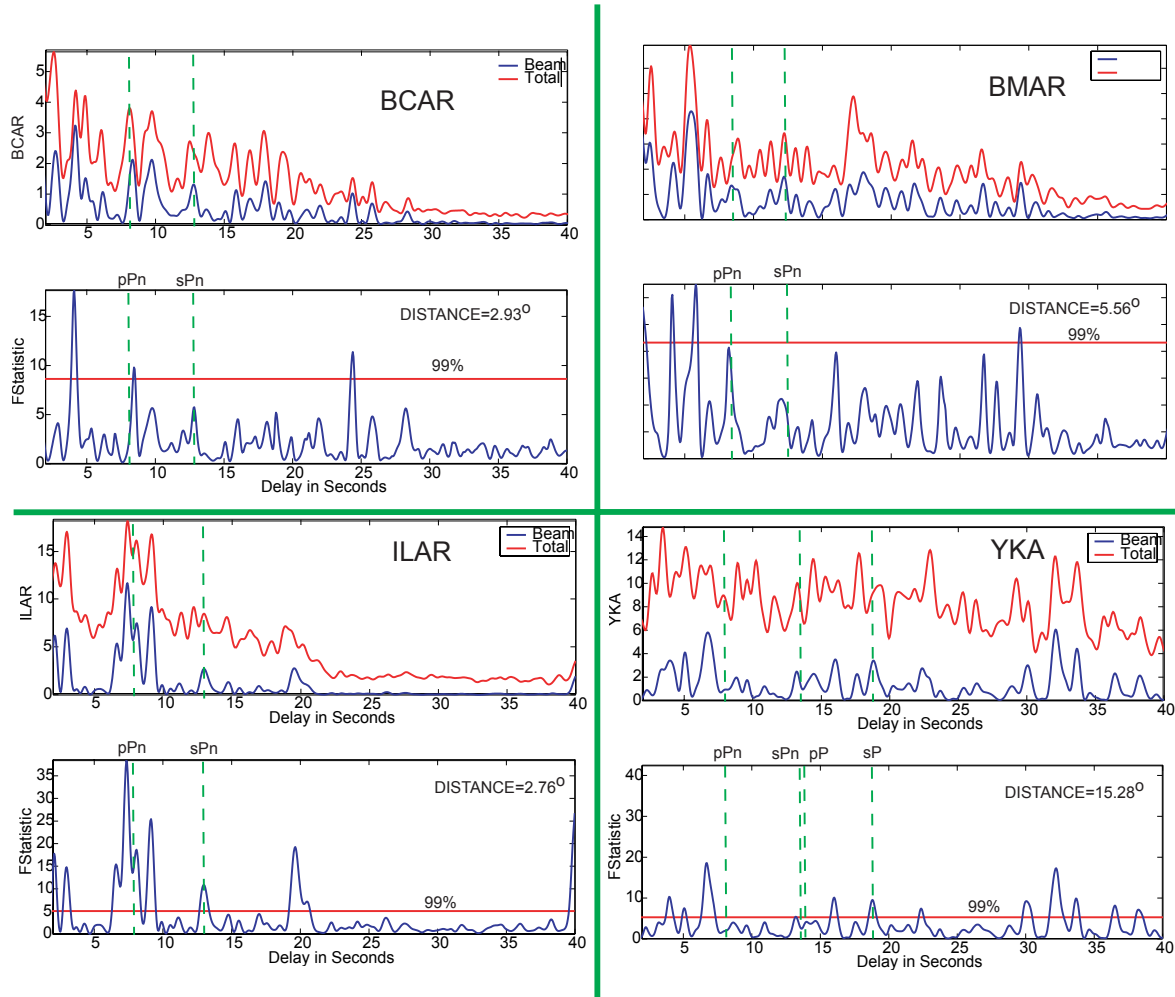 BCAR
Beam
Total
BCAR
5
4
3
2
1
0
5 10 15 20 25 30 35 40
pPn sPn
DISTANCE=2.93o
99%
FStatistic
15
10
5
0
5 10 15 20 25 30 35 40
Delay in Seconds
BMAR
pPn sPn
DISTANCE=5.56o
99%
ILAR
Beam
Total
ILAR
15
10
5
0
5 10 15 20 25 30 35 40
Delay in Seconds
pPn sPn
DISTANCE=2.76o
99%
FStatistic
35
30
25
20
15
10
5
0
5 10 15 20 25 30 35 40
Delay in Seconds
YKA
Beam
Total
YKA
14
12
10
8
6
4
2
0
5 10 15 20 25 30 35 40
Delay in Seconds
pPn sPn pP sP
DISTANCE=15.28o
99%
FStatistic
40
30
20
10
0
5 10 15 20 25 30 35 40
Delay in Seconds